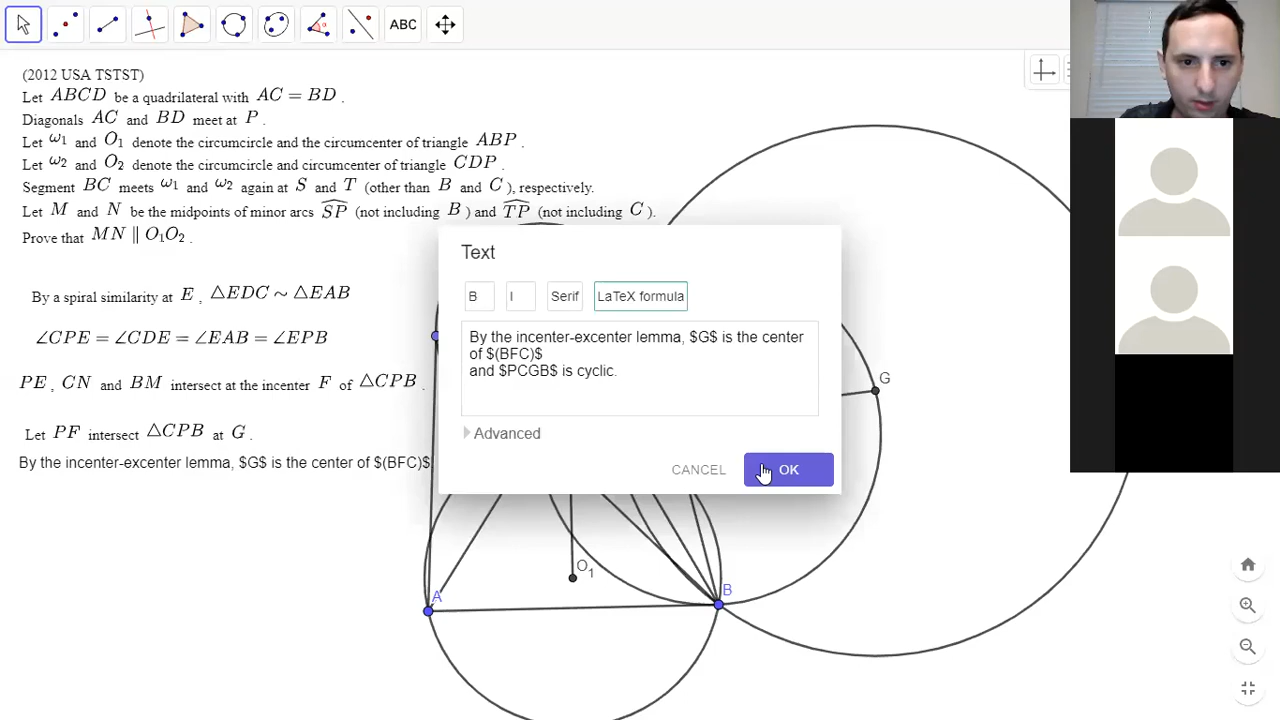 ABC
(2012 USA TSTST)
Let ABCD be a quadrilateral with AC = BD .
Diagonals AC and BD meet at P .
Let ω1 and O1 denote the circumcircle and the circumcenter of triangle ABP .
Let ω2 and O2 denote the circumcircle and circumcenter of triangle CDP .
Segment BC meets ω1 and ω2 again at S and T (other than B and C ), respectively.
Let M and N be the midpoints of minor arcs SP (not including B ) and TP (not including C ).
Prove that MN ∥ O1O2 .
By a spiral similarity at E , △EDC ∼ △EAB
∠CPE = ∠CDE = ∠EAB = ∠EPB
PE , CN and BM intersect at the incenter F of △CPB .
Let PF intersect △CPB at G .
By the incenter-excenter lemma, $G$ is the center of $(BFC)$
Text
B I Serif LaTeX formula
By the incenter-excenter lemma, $G$ is the center
of $(BFC)$
and $PCGB$ is cyclic.
Advanced
CANCEL OK
G
O1
A
B